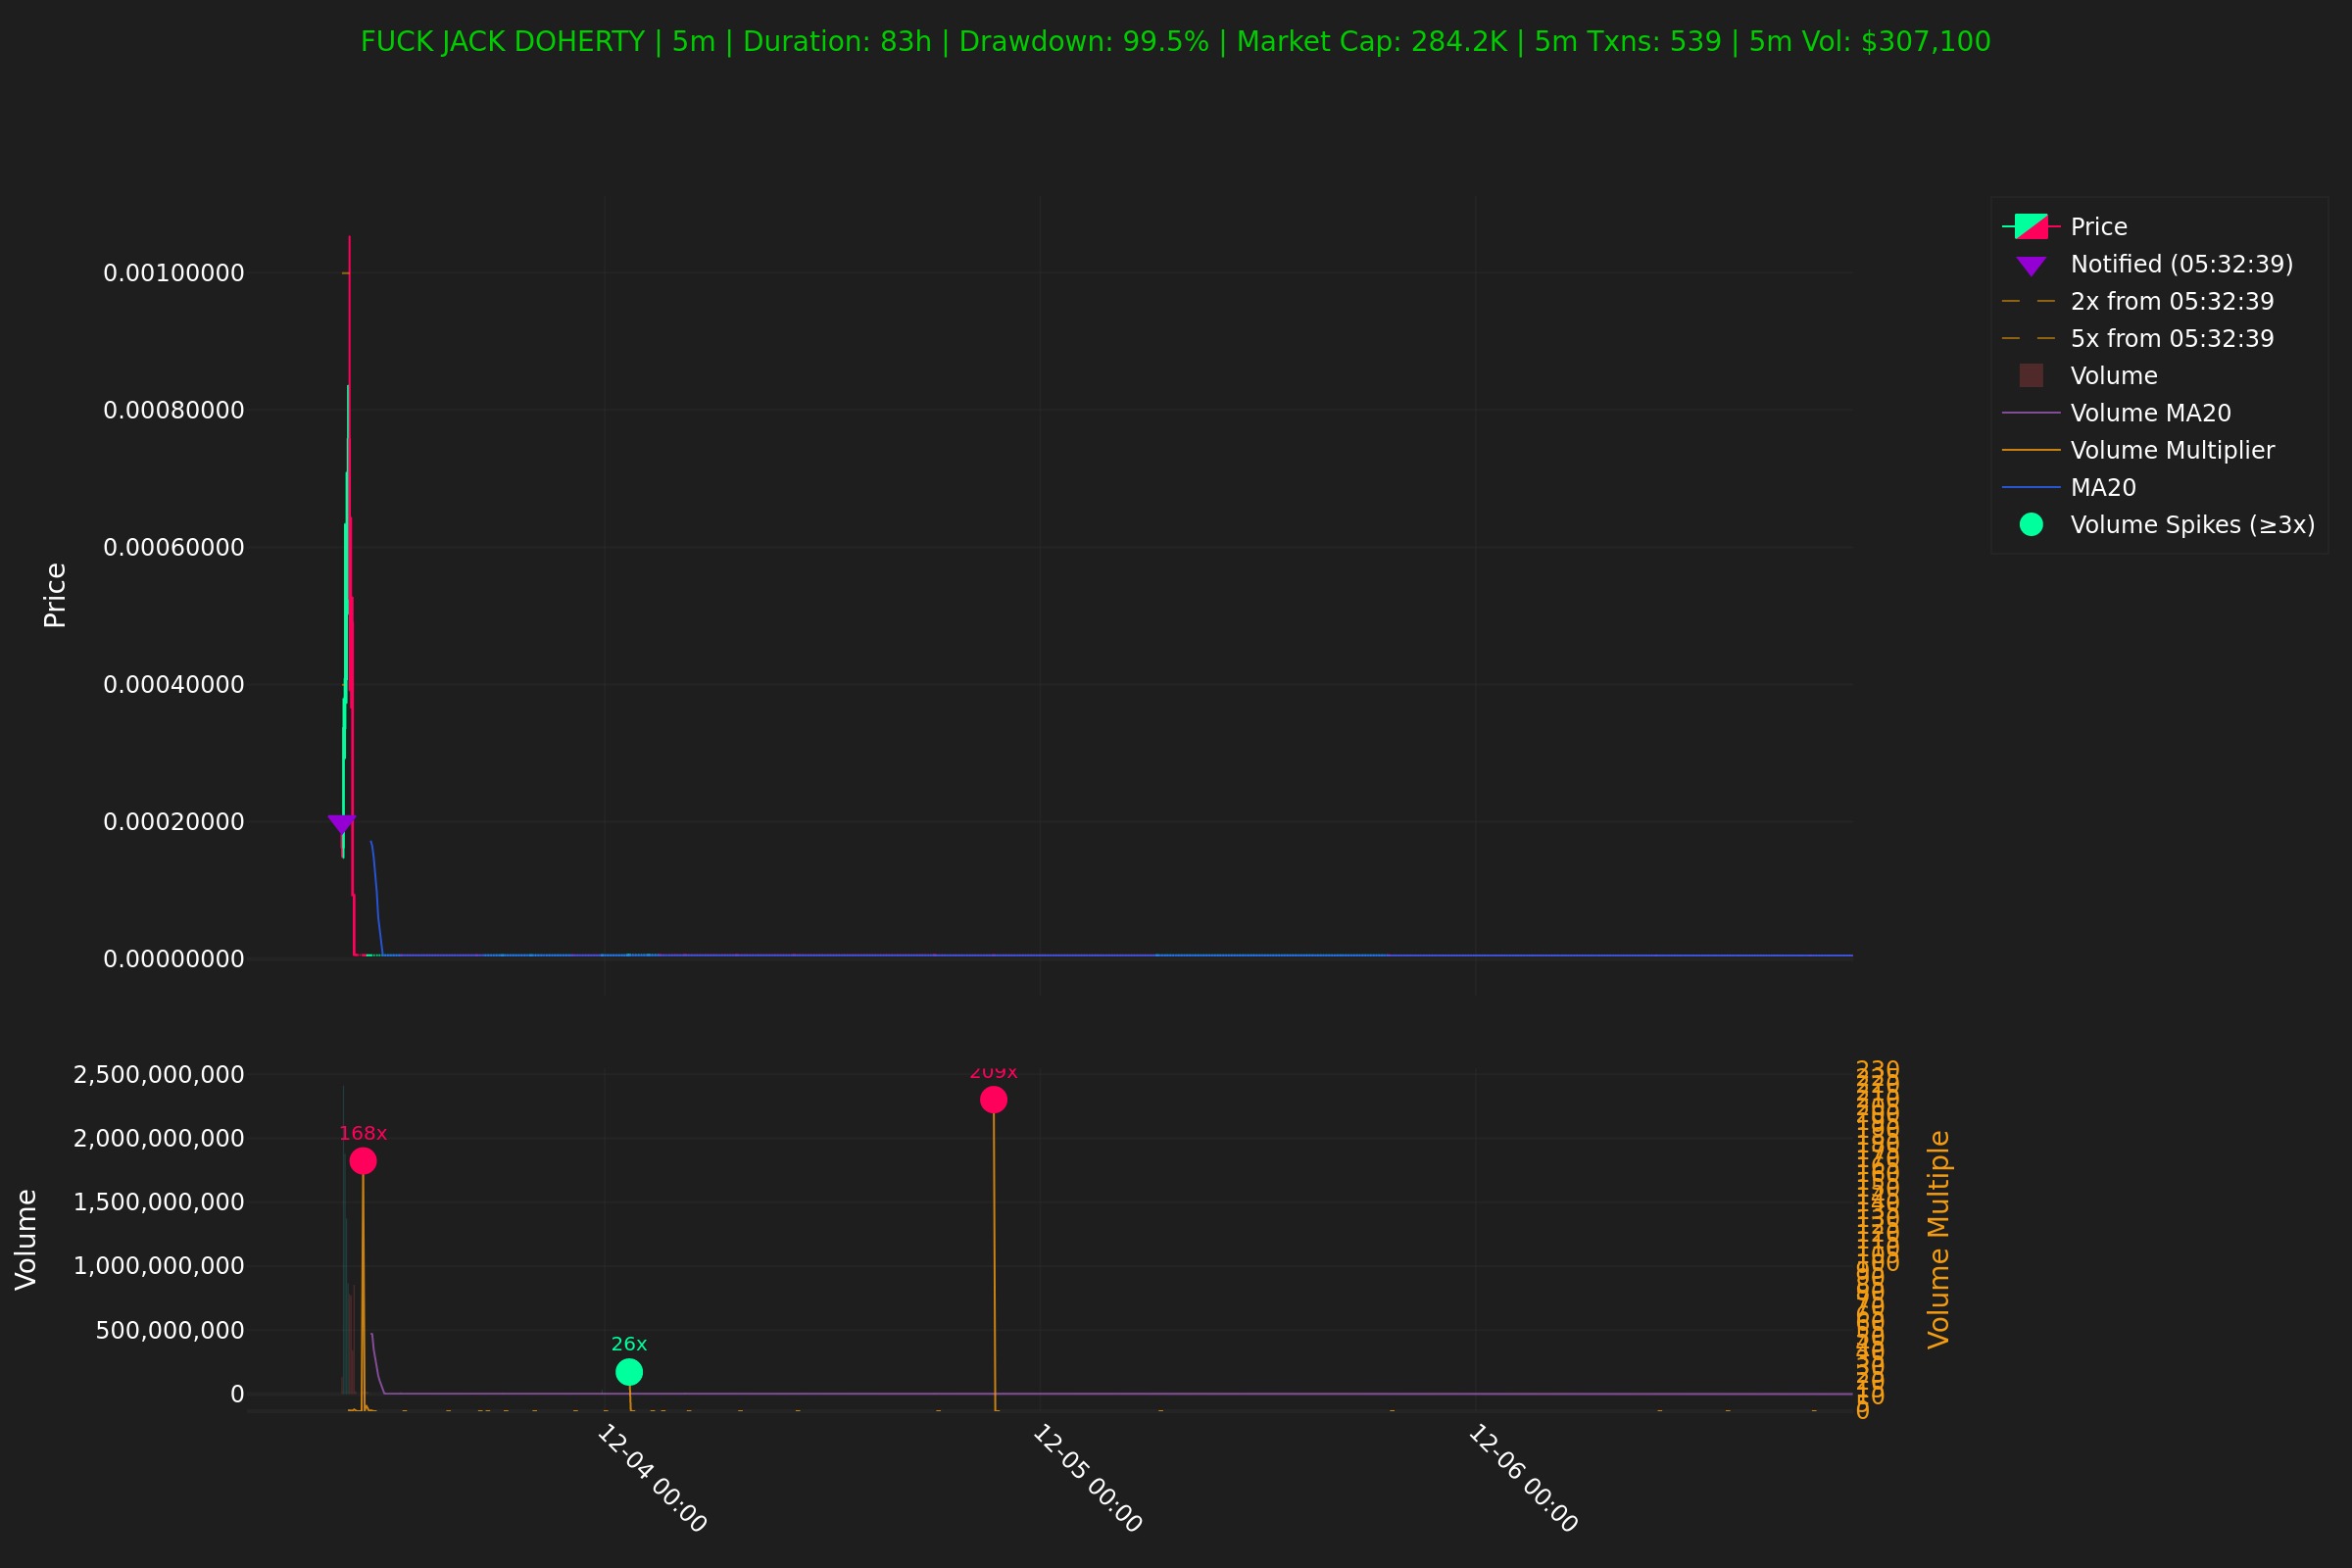 FUCK JACK DOHERTY | 5m | Duration: 83h | Drawdown: 99.5% | Market Cap: 284.2K | 5m Txns: 539 | 5m Vol: $307,100
Price
Notified (05:32:39)
2x from 05:32:39
5x from 05:32:39
Volume
Volume MA20
Volume Multiplier
MA20
Volume Spikes (≥3x)
Price
0.00100000
0.00080000
0.00060000
0.00040000
0.00020000
0.00000000
Volume
2,500,000,000
2,000,000,000
1,500,000,000
1,000,000,000
500,000,000
0
168x
26x
209x
Volume Multiple
12-04 00:00
12-05 00:00
12-06 00:00